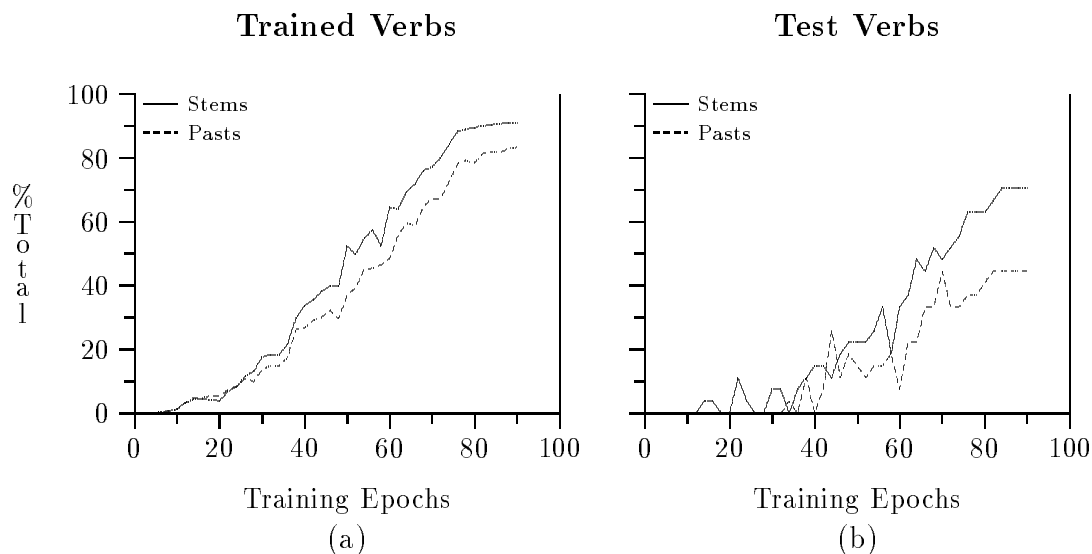 Trained Verbs
Test Verbs
Stems
Pasts
100
80
60
40
20
0
% Total
0 20 40 60 80 100
Training Epochs
(a)
Stems
Pasts
0 20 40 60 80 100
Training Epochs
(b)